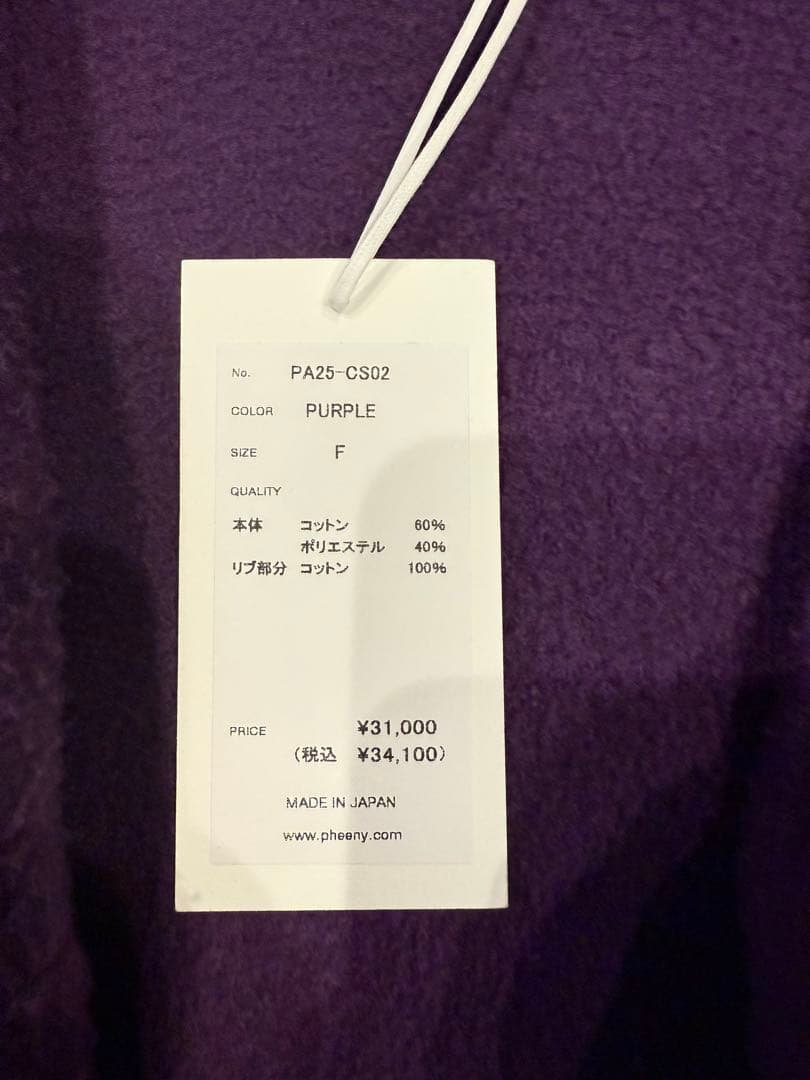 No. PA25-CS02
COLOR PURPLE
SIZE F
QUALITY
本体 コットン 60%
ポリエステル 40%
リブ部分 コットン 100%
PRICE ¥31,000
(税込 ¥34,100)
MADE IN JAPAN
www.pheeny.com